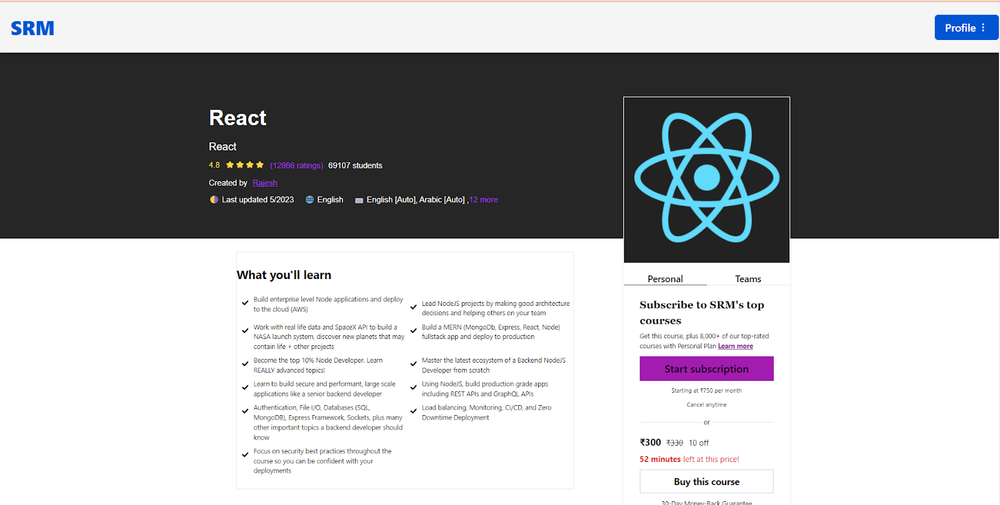 SRM
Profile
React
React
4.8 (12866 ratings) 69107 students
Created by Rajesh
Last updated 5/2023 English English [Auto], Arabic [Auto] ,12 more
What you'll learn
Build enterprise level Node applications and deploy
to the cloud (AWS)
Work with real life data and SpaceX API to build a
NASA launch system, discover new planets that may
contain life + other projects
Become the top 10% Node Developer. Learn
REALLY advanced topics!
Learn to build secure and performant, large scale
applications like a senior backend developer
Authentication, File I/O, Databases (SQL,
MongoDB), Express Framework, Sockets, plus many
other important topics a backend developer should
know
Focus on security best practices throughout the
course so you can be confident with your
deployments
Lead NodeJS projects by making good architecture
decisions and helping others on your team
Build a MERN (MongoDb, Express, React, Node)
fullstack app and deploy to production
Master the latest ecosystem of a Backend NodeJS
Developer from scratch
Using NodeJS, build production grade apps
including REST APIs and GraphQL APIs
Load balancing, Monitoring, CI/CD, and Zero
Downtime Deployment
Personal Teams
Subscribe to SRM's top
courses
Get this course, plus 8,000+ of our top-rated
courses with Personal Plan Learn more
Start subscription
Starting at ₹750 per month
Cancel anytime
or
₹300 ₹330 10 off
52 minutes left at this price!
Buy this course
30-Day Money-Back Guarantee